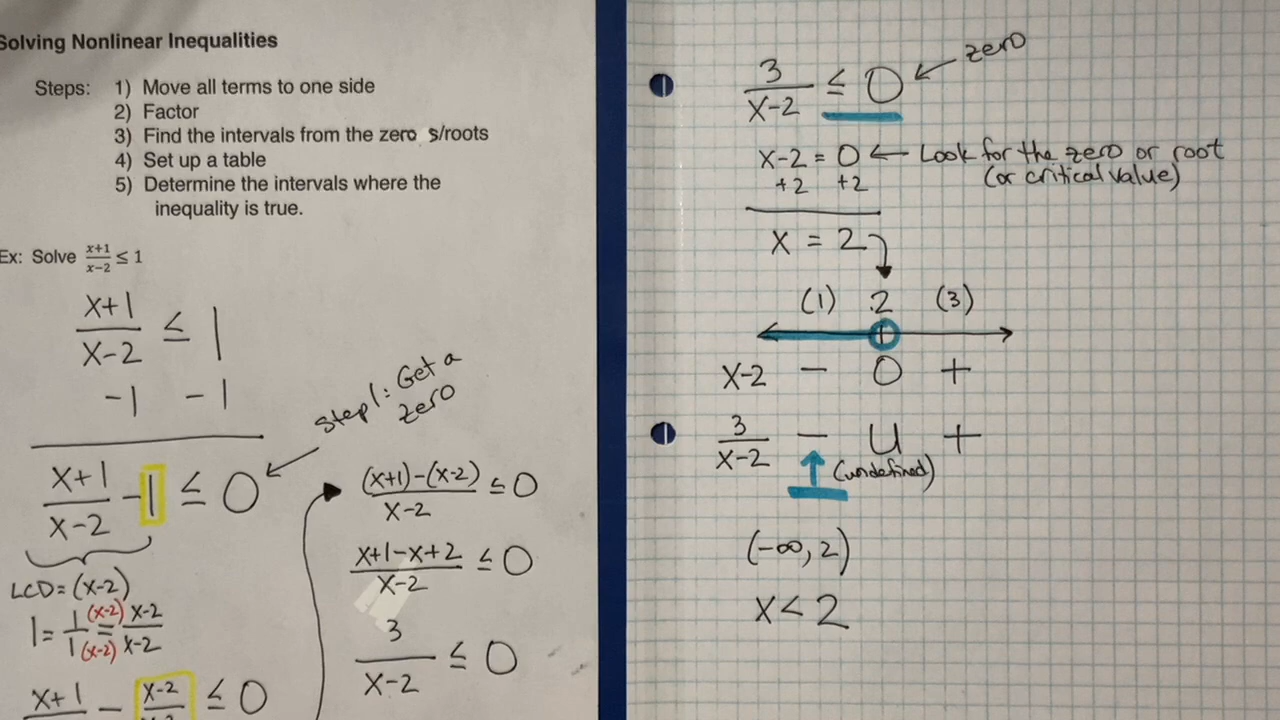 Solving Nonlinear Inequalities
Steps: 1) Move all terms to one side
2) Factor
3) Find the intervals from the zero s/roots
4) Set up a table
5) Determine the intervals where the
inequality is true.
Ex: Solve x+1/x−2 ≤ 1
x+1/x-2 ≤ 1
-1 -1
Step 1: Get a
zero
x+1/x-2 -1 ≤ 0
LCD = (x-2)
1 = 1/1 (x-2)/(x-2) = x-2/x-2
x+1 - x-2 ≤ 0
(x+1)-(x-2)/x-2 ≤ 0
x+1-x+2/x-2 ≤ 0
3/x-2 ≤ 0
3/x-2 ≤ 0 ← zero
x-2 = 0 ← Look for the zero or root
+2 +2 (or critical value)
x = 2
(1) 2 (3)
x-2 - 0 +
3/x-2 - U +
(undefined)
(-∞, 2)
x < 2